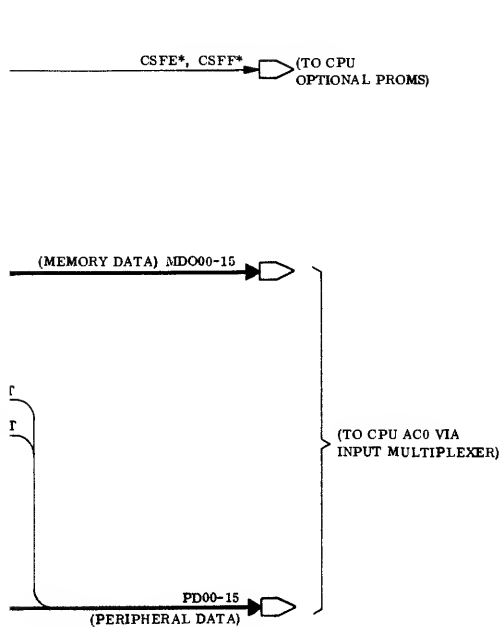 CSFE*, CSFF*
(TO CPU
OPTIONAL PROMS)
(MEMORY DATA) MDO00-15
T
T
(TO CPU AC0 VIA
INPUT MULTIPLEXER)
PD00-15
(PERIPHERAL DATA)